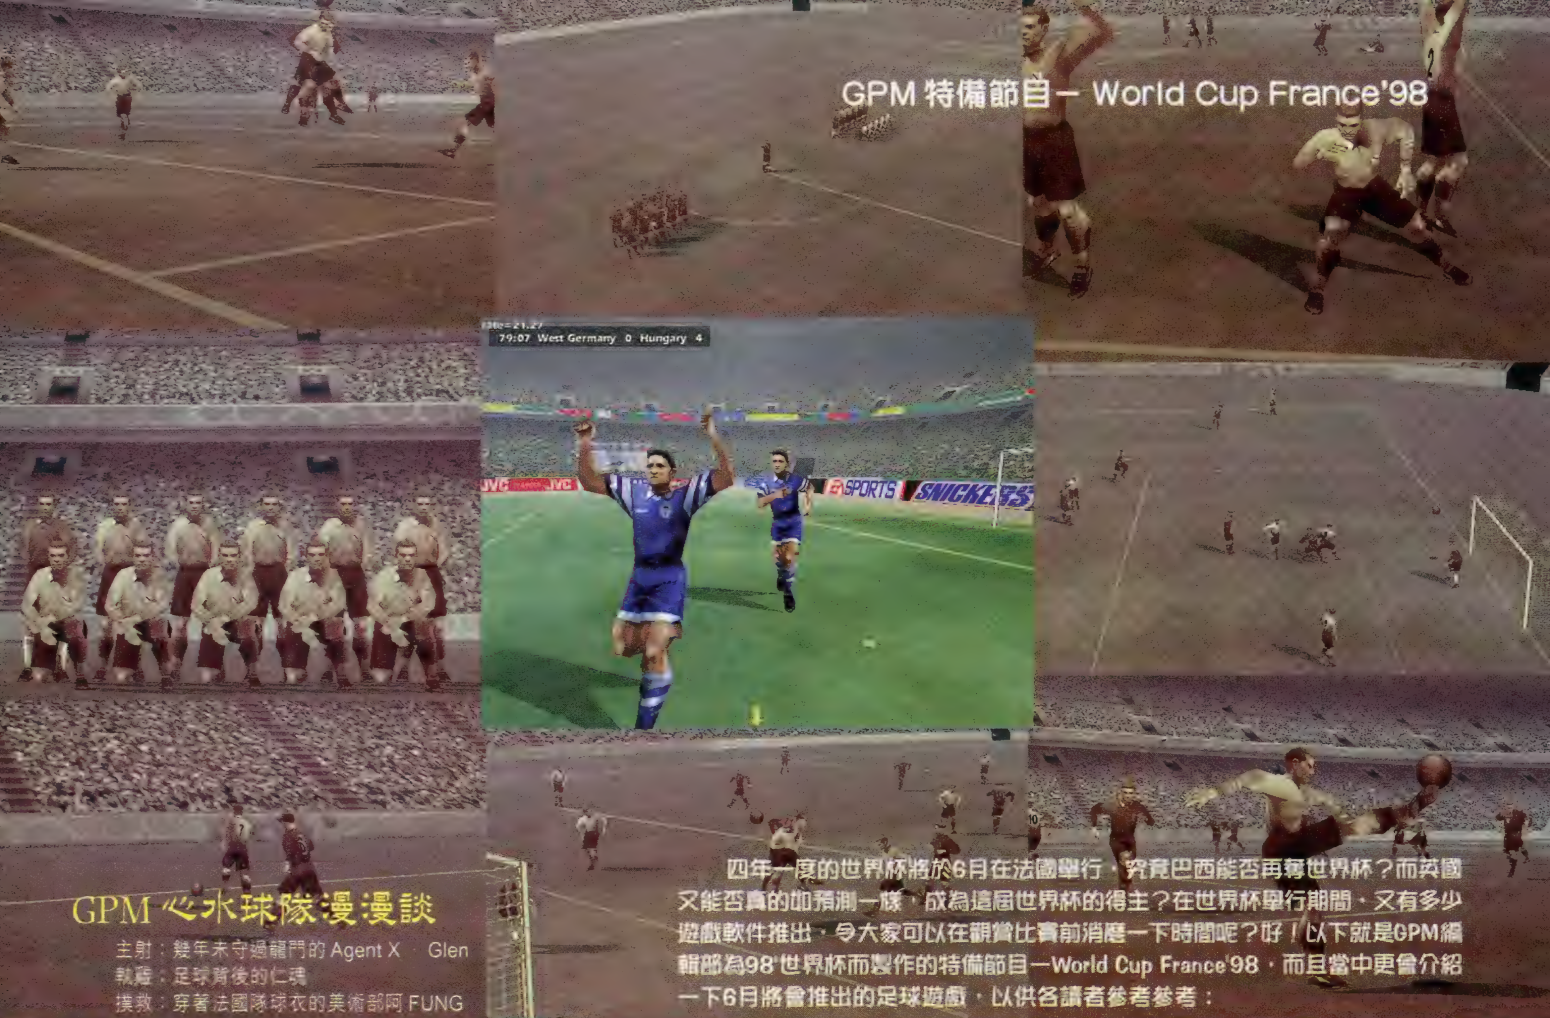 GPM 特備節目－ World Cup France'98
79:07 West Germany 0 Hungary 4
JVC
JVC
EA SPORTS
SNICKERS
四年一度的世界杯將於6月在法國舉行，究竟巴西能否再奪世界杯？而英國
又能否真的如預測一樣，成為這屆世界杯的得主？在世界杯舉行期間，又有多少
遊戲軟件推出，令大家可以在觀賞比賽前消磨一下時間呢？好！以下就是GPM編
輯部為98'世界杯而製作的特備節目—World Cup France'98，而且當中更會介紹
一下6月將會推出的足球遊戲，以供各讀者參考參考：
GPM 心水球隊漫漫談
主射：幾年未守過龍門的 Agent X　Glen
執雞：足球背後的仁魂
撲救：穿著法國隊球衣的美術部阿 FUNG